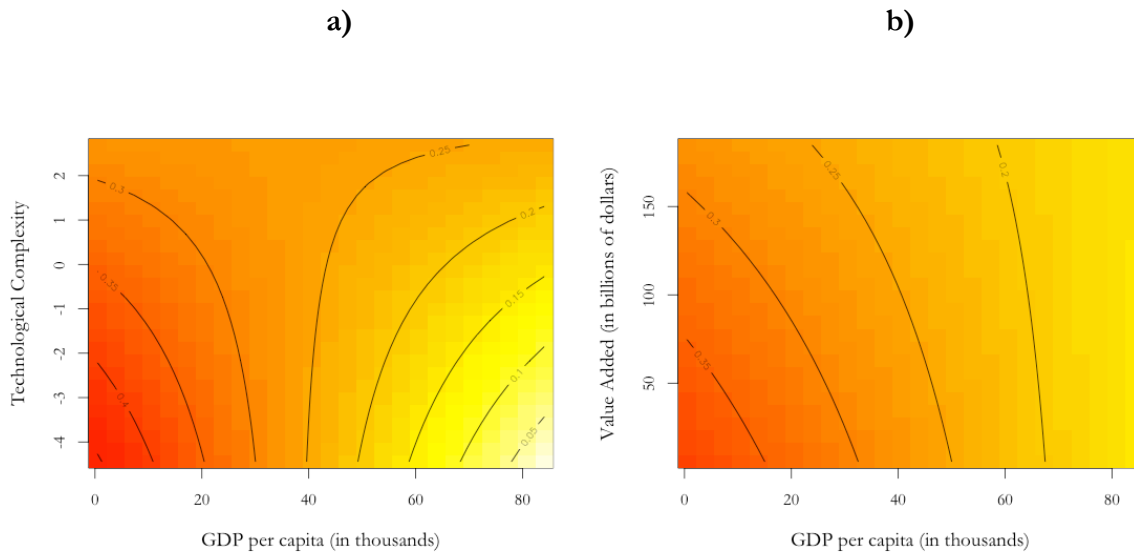 a)
b)
Technological Complexity
2
1
0
-1
-2
-3
-4
0.3
0.35
0.4
0.25
0.2
0.15
0.1
0.05
0 20 40 60 80
GDP per capita (in thousands)
Value Added (in billions of dollars)
150
100
50
0.3
0.35
0.25
0.2
0 20 40 60 80
GDP per capita (in thousands)